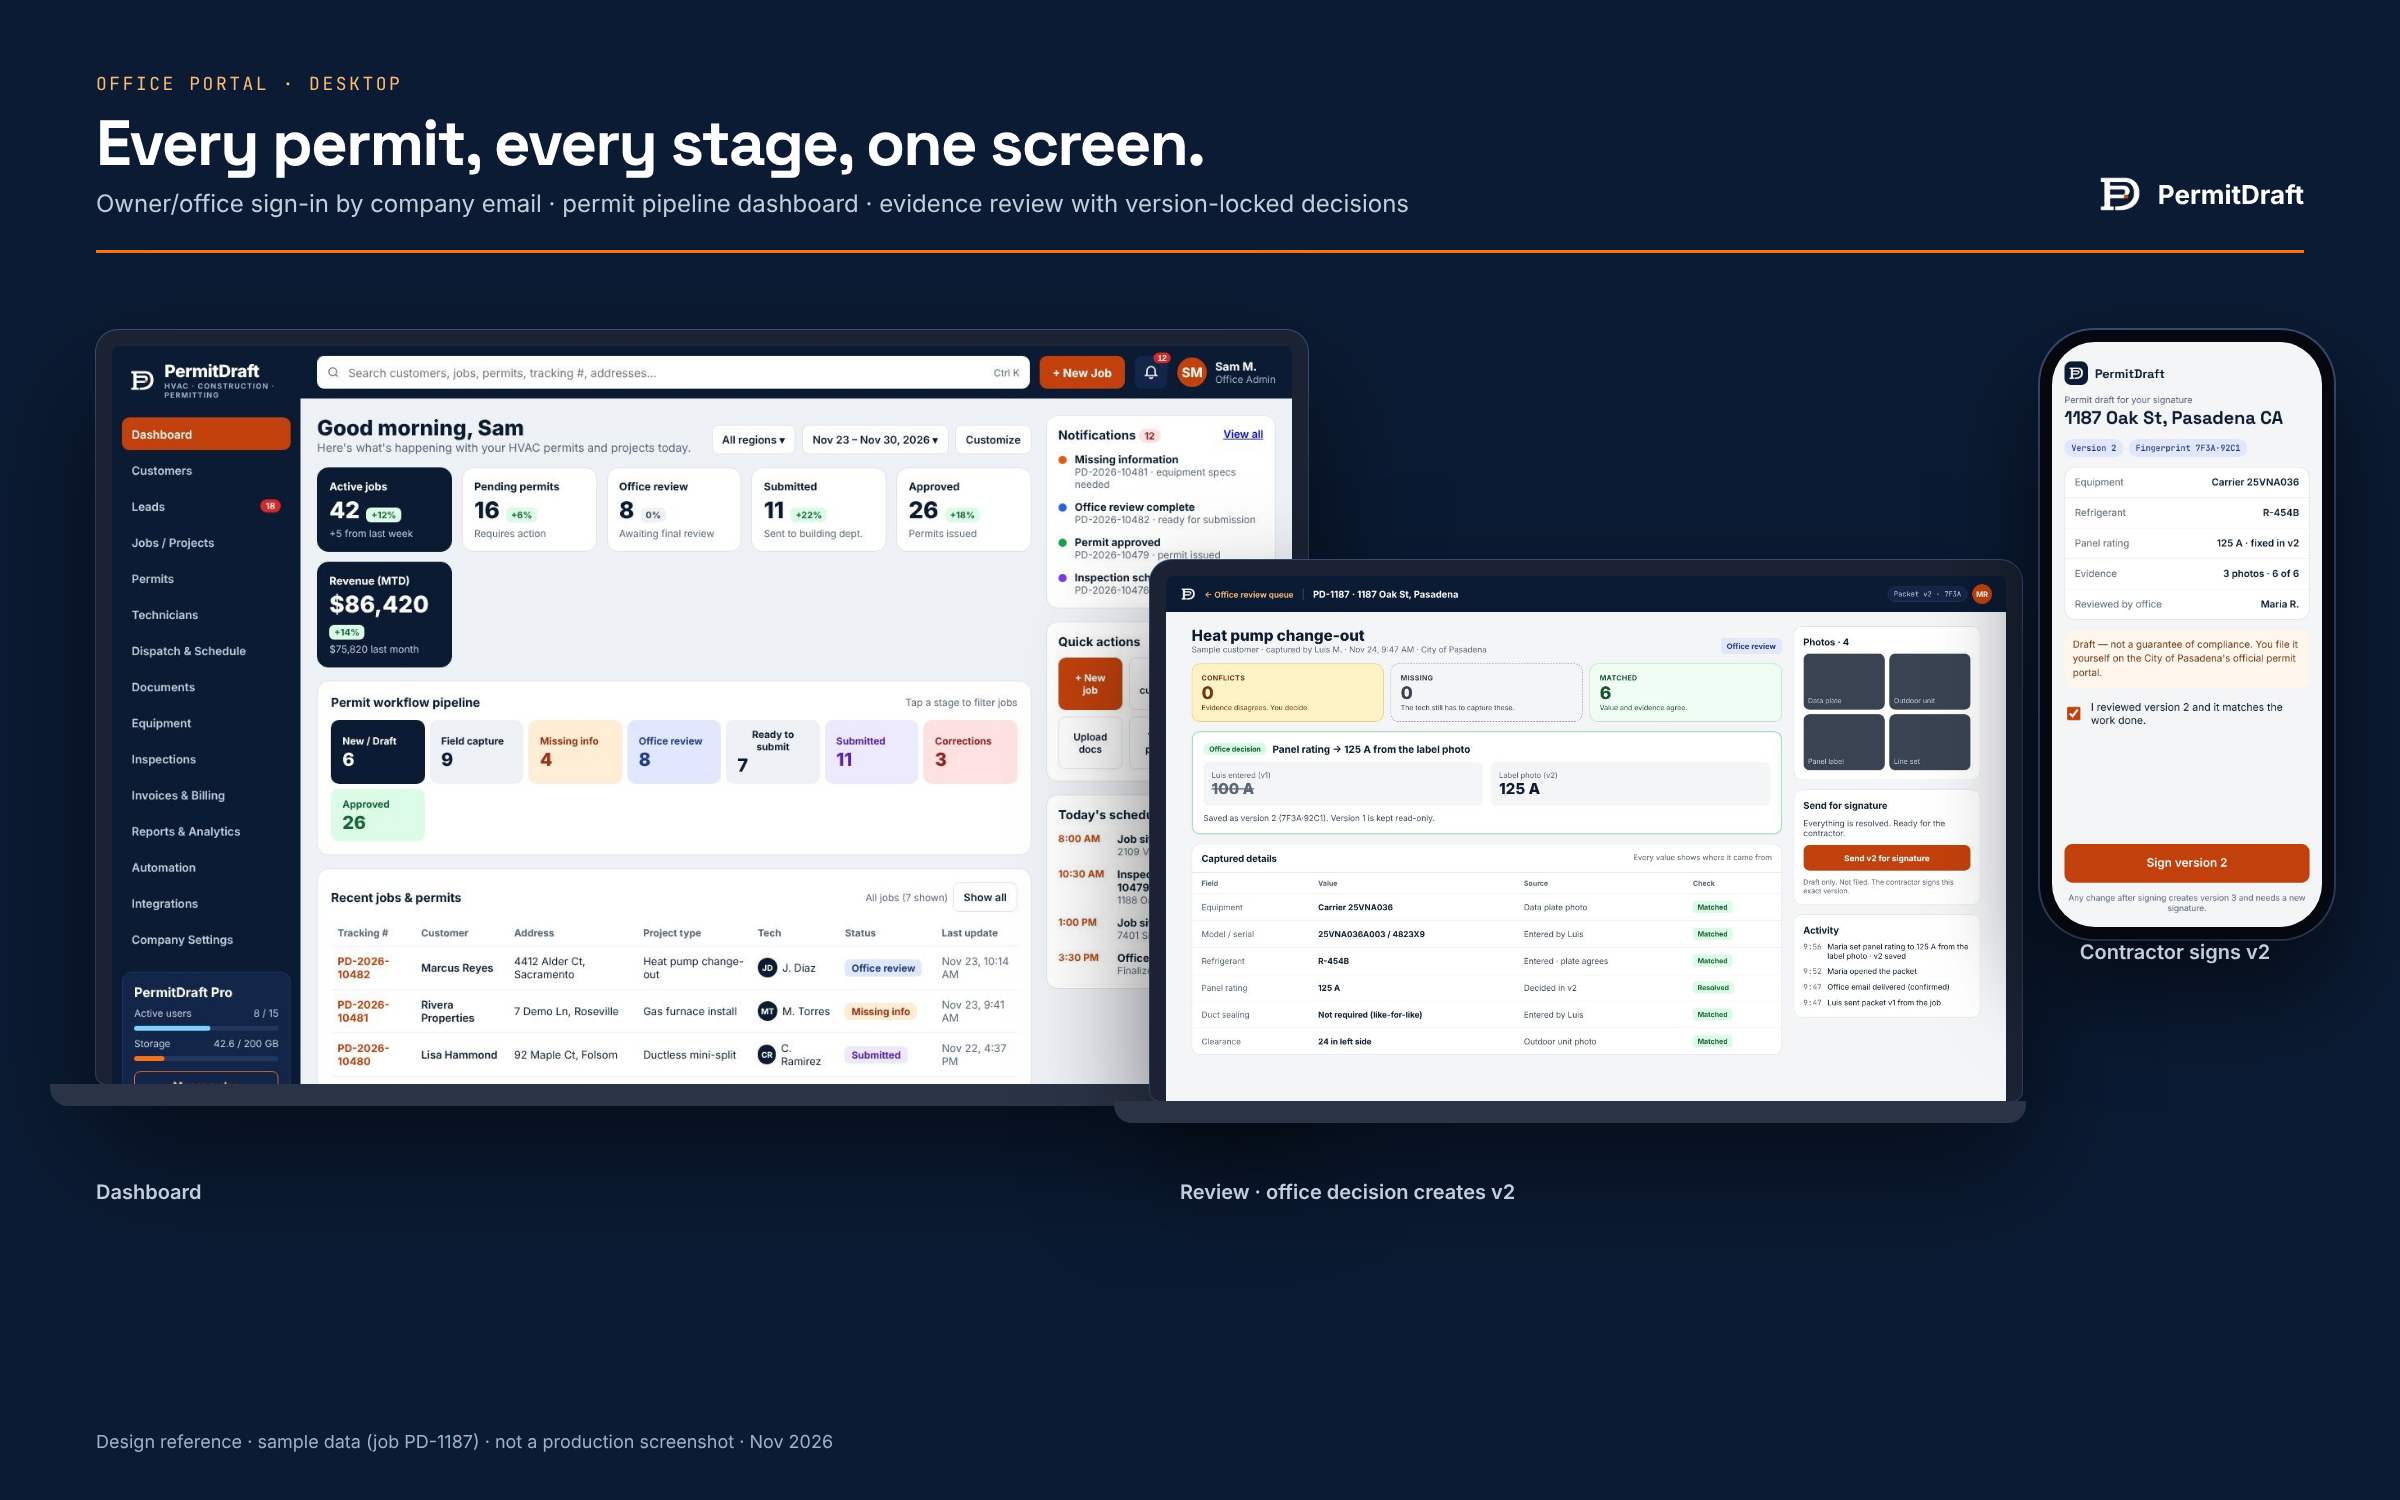 OFFICE PORTAL · DESKTOP
Every permit, every stage, one screen.
Owner/office sign-in by company email · permit pipeline dashboard · evidence review with version-locked decisions
PermitDraft
PermitDraft
HVAC · CONSTRUCTION ·
PERMITTING
Dashboard
Customers
Leads 18
Jobs / Projects
Permits
Technicians
Dispatch & Schedule
Documents
Equipment
Inspections
Invoices & Billing
Reports & Analytics
Automation
Integrations
Company Settings
PermitDraft Pro
Active users 8 / 15
Storage 42.6 / 200 GB
Search customers, jobs, permits, tracking #, addresses... Ctrl K
+ New Job
12
SM
Sam M.
Office Admin
Good morning, Sam
Here's what's happening with your HVAC permits and projects today.
All regions ▾
Nov 23 – Nov 30, 2026 ▾
Customize
Active jobs
42 +12%
+5 from last week
Pending permits
16 +6%
Requires action
Office review
8 0%
Awaiting final review
Submitted
11 +22%
Sent to building dept.
Approved
26 +18%
Permits issued
Revenue (MTD)
$86,420
+14%
$75,820 last month
Permit workflow pipeline
Tap a stage to filter jobs
New / Draft
6
Field capture
9
Missing info
4
Office review
8
Ready to
submit
7
Submitted
11
Corrections
3
Approved
26
Recent jobs & permits
All jobs (7 shown)
Show all
Tracking # Customer Address Project type Tech Status Last update
PD-2026-
10482
Marcus Reyes
4412 Alder Ct,
Sacramento
Heat pump change-
out
JD J. Diaz
Office review
Nov 23, 10:14
AM
PD-2026-
10481
Rivera
Properties
7 Demo Ln, Roseville
Gas furnace install
MT M. Torres
Missing info
Nov 23, 9:41
AM
PD-2026-
10480
Lisa Hammond
92 Maple Ct, Folsom
Ductless mini-split
CR C.
Ramirez
Submitted
Nov 22, 4:37
PM
Notifications 12
View all
Missing information
PD-2026-10481 · equipment specs
needed
Office review complete
PD-2026-10482 · ready for submission
Permit approved
PD-2026-10479 · permit issued
Inspection sch
PD-2026-10476
Quick actions
+ New
job
cu
Upload
docs
p
Today's schedu
8:00 AM Job si
2109 V
10:30 AM Inspec
10479
1188 O
1:00 PM Job si
7401 S
3:30 PM Office
Finaliz
← Office review queue
PD-1187 · 1187 Oak St, Pasadena
Packet v2 · 7F3A
MR
Heat pump change-out
Sample customer · captured by Luis M. · Nov 24, 9:47 AM · City of Pasadena
Office review
CONFLICTS
0
Evidence disagrees. You decide.
MISSING
0
The tech still has to capture these.
MATCHED
6
Value and evidence agree.
Office decision Panel rating → 125 A from the label photo
Luis entered (v1)
100 A
Label photo (v2)
125 A
Saved as version 2 (7F3A·92C1). Version 1 is kept read-only.
Captured details
Every value shows where it came from
Field Value Source Check
Equipment Carrier 25VNA036 Data plate photo Matched
Model / serial 25VNA036A003 / 4823X9 Entered by Luis Matched
Refrigerant R-454B Entered · plate agrees Matched
Panel rating 125 A Decided in v2 Resolved
Duct sealing Not required (like-for-like) Entered by Luis Matched
Clearance 24 in left side Outdoor unit photo Matched
Photos · 4
Data plate
Outdoor unit
Panel label
Line set
Send for signature
Everything is resolved. Ready for the
contractor.
Send v2 for signature
Draft only. Not filed. The contractor signs this
exact version.
Activity
9:56 Maria set panel rating to 125 A from the
label photo · v2 saved
9:52 Maria opened the packet
9:47 Office email delivered (confirmed)
9:47 Luis sent packet v1 from the job
PermitDraft
Permit draft for your signature
1187 Oak St, Pasadena CA
Version 2
Fingerprint 7F3A·92C1
Equipment Carrier 25VNA036
Refrigerant R-454B
Panel rating 125 A · fixed in v2
Evidence 3 photos · 6 of 6
Reviewed by office Maria R.
Draft — not a guarantee of compliance. You file it
yourself on the City of Pasadena's official permit
portal.
I reviewed version 2 and it matches the
work done.
Sign version 2
Any change after signing creates version 3 and needs a new
signature.
Contractor signs v2
Dashboard
Review · office decision creates v2
Design reference · sample data (job PD-1187) · not a production screenshot · Nov 2026